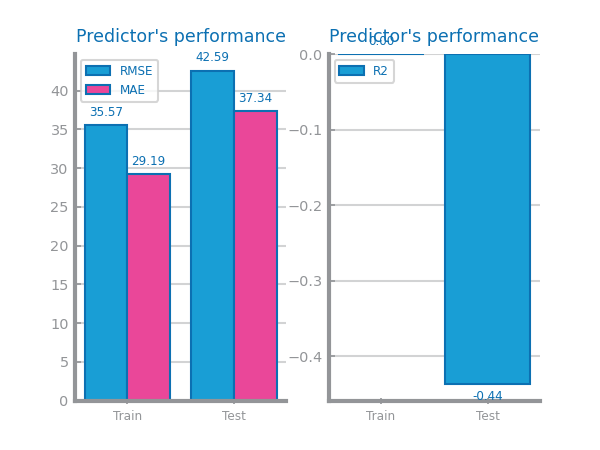 Predictor's performance
42.59
RMSE
MAE
40
35.57
37.34
35
29.19
30
25
20
15
10
5
0
Train
Test
Predictor's performance
0.00
0.0
R2
−0.1
−0.2
−0.3
−0.4
-0.44
Train
Test